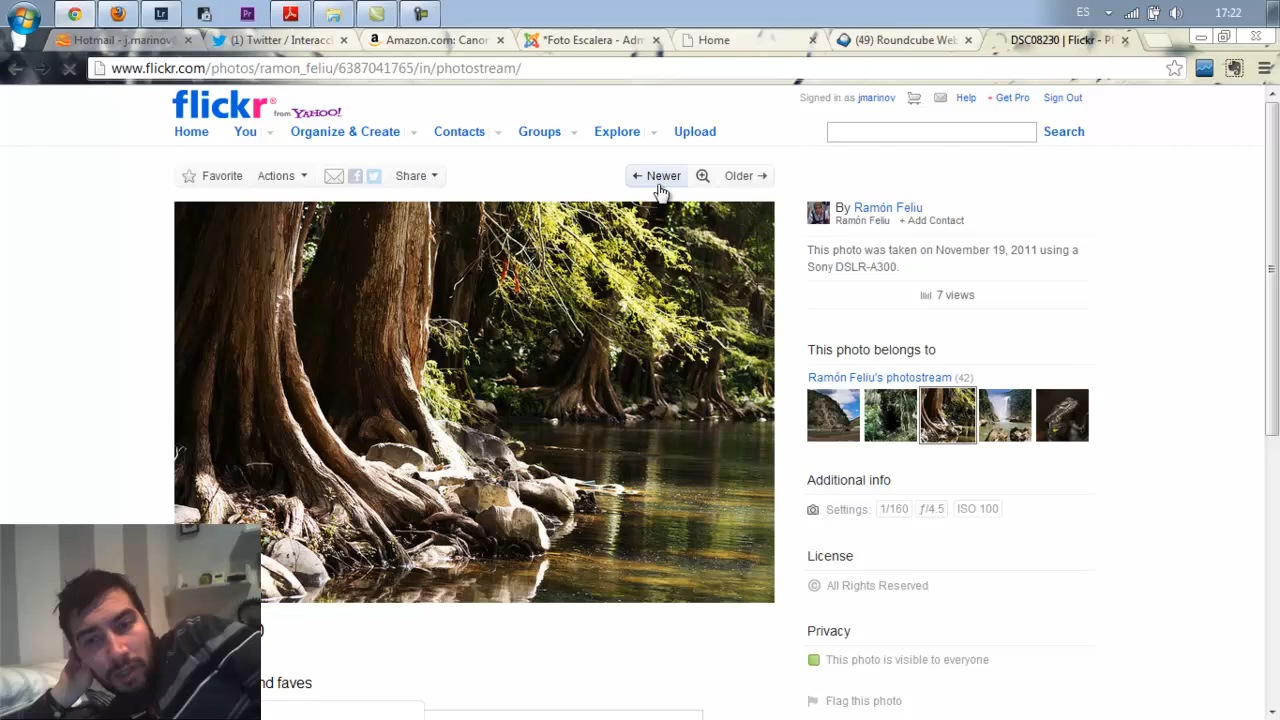 ES
17:22
Hotmail - j.marinov@
(1) Twitter / Interacci
Amazon.com: Canon
*Foto Escalera - Adm
Home
(49) Roundcube Web
DSC08230 | Flickr - P
www.flickr.com/photos/ramon_feliu/6387041765/in/photostream/
flickr from YAHOO!
Signed in as jmarinov Help + Get Pro Sign Out
Home You Organize & Create Contacts Groups Explore Upload
Search
Favorite Actions Share
← Newer Older →
By Ramón Feliu
Ramón Feliu + Add Contact
This photo was taken on November 19, 2011 using a
Sony DSLR-A300.
7 views
This photo belongs to
Ramón Feliu's photostream (42)
Additional info
Settings: 1/160 ƒ/4.5 ISO 100
License
© All Rights Reserved
Privacy
This photo is visible to everyone
Flag this photo
nd faves